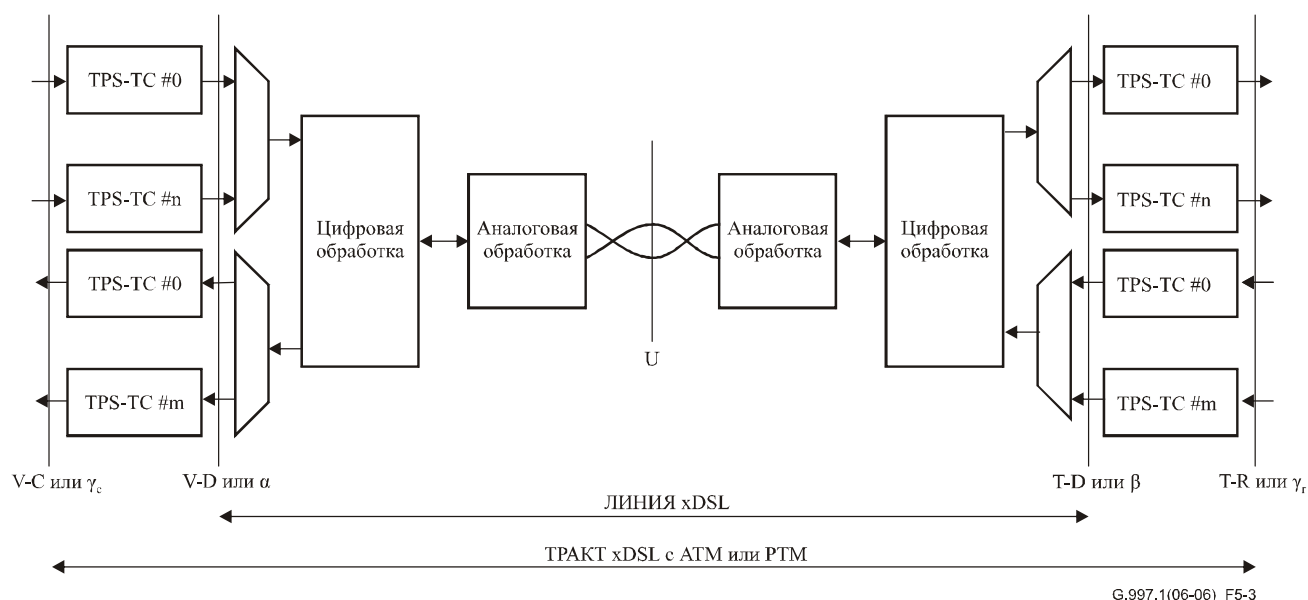 TPS-TC #0
TPS-TC #n
TPS-TC #0
TPS-TC #m
Цифровая
обработка
Аналоговая
обработка
U
Аналоговая
обработка
Цифровая
обработка
TPS-TC #0
TPS-TC #n
TPS-TC #0
TPS-TC #m
V-C или γc
V-D или α
T-D или β
T-R или γr
ЛИНИЯ xDSL
ТРАКТ xDSL с ATM или PTM
G.997.1(06-06)_F5-3